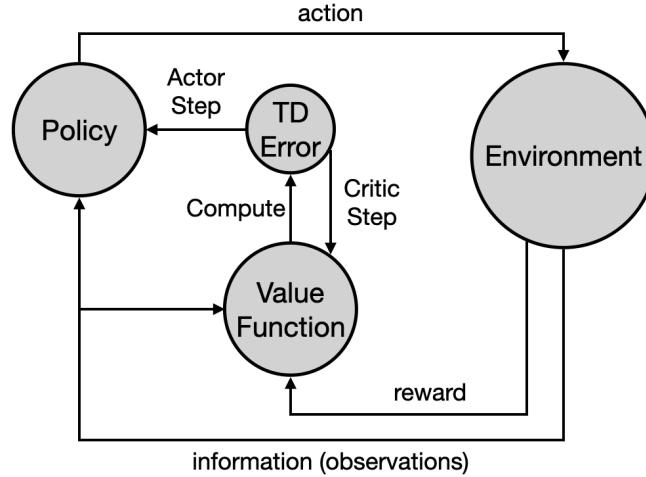 action
Actor
Step
TD
Error
Policy
Environment
Compute
Critic
Step
Value
Function
reward
information (observations)